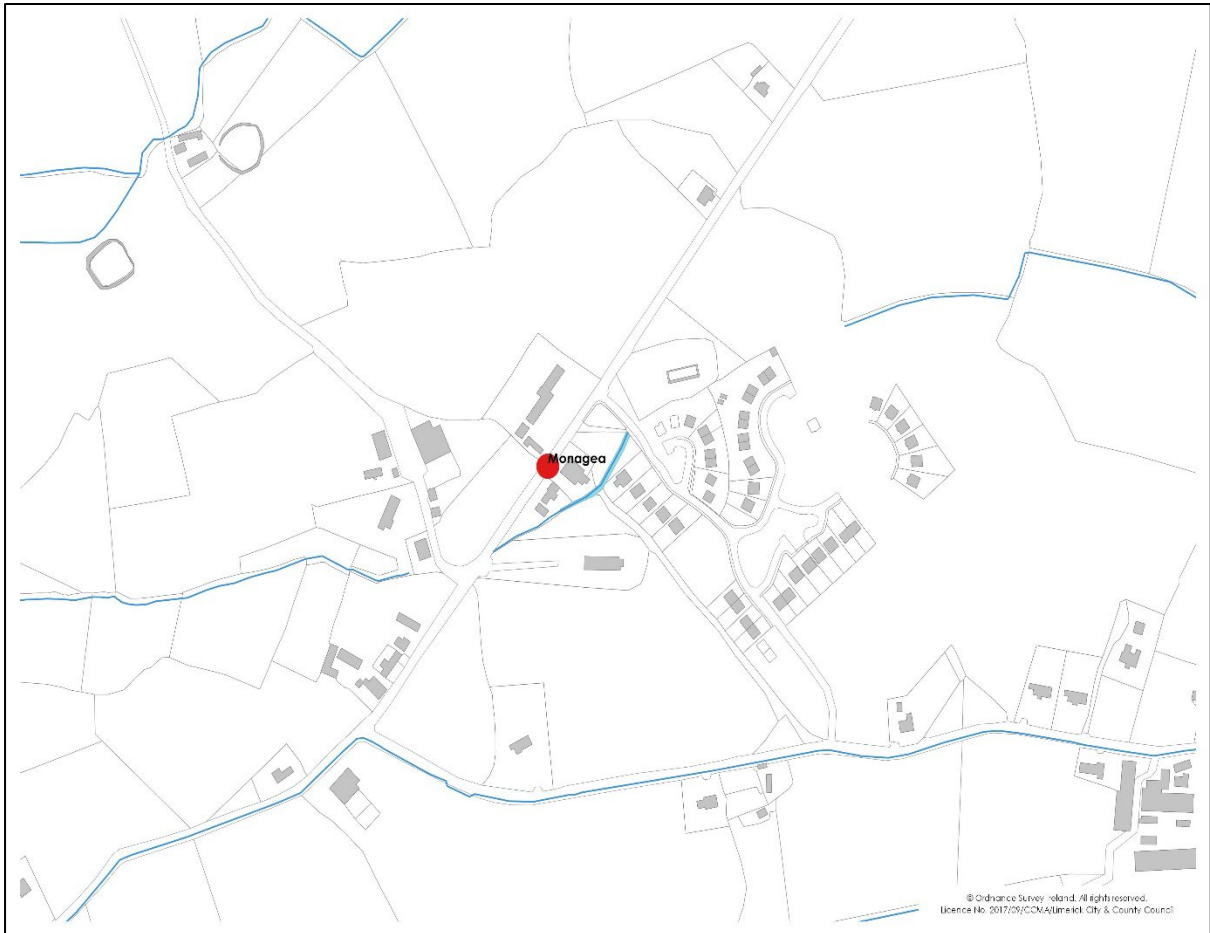 Monagea
© Ordnance Survey Ireland. All rights reserved.
Licence No. 2017/09/CCMA/Limerick City & County Council